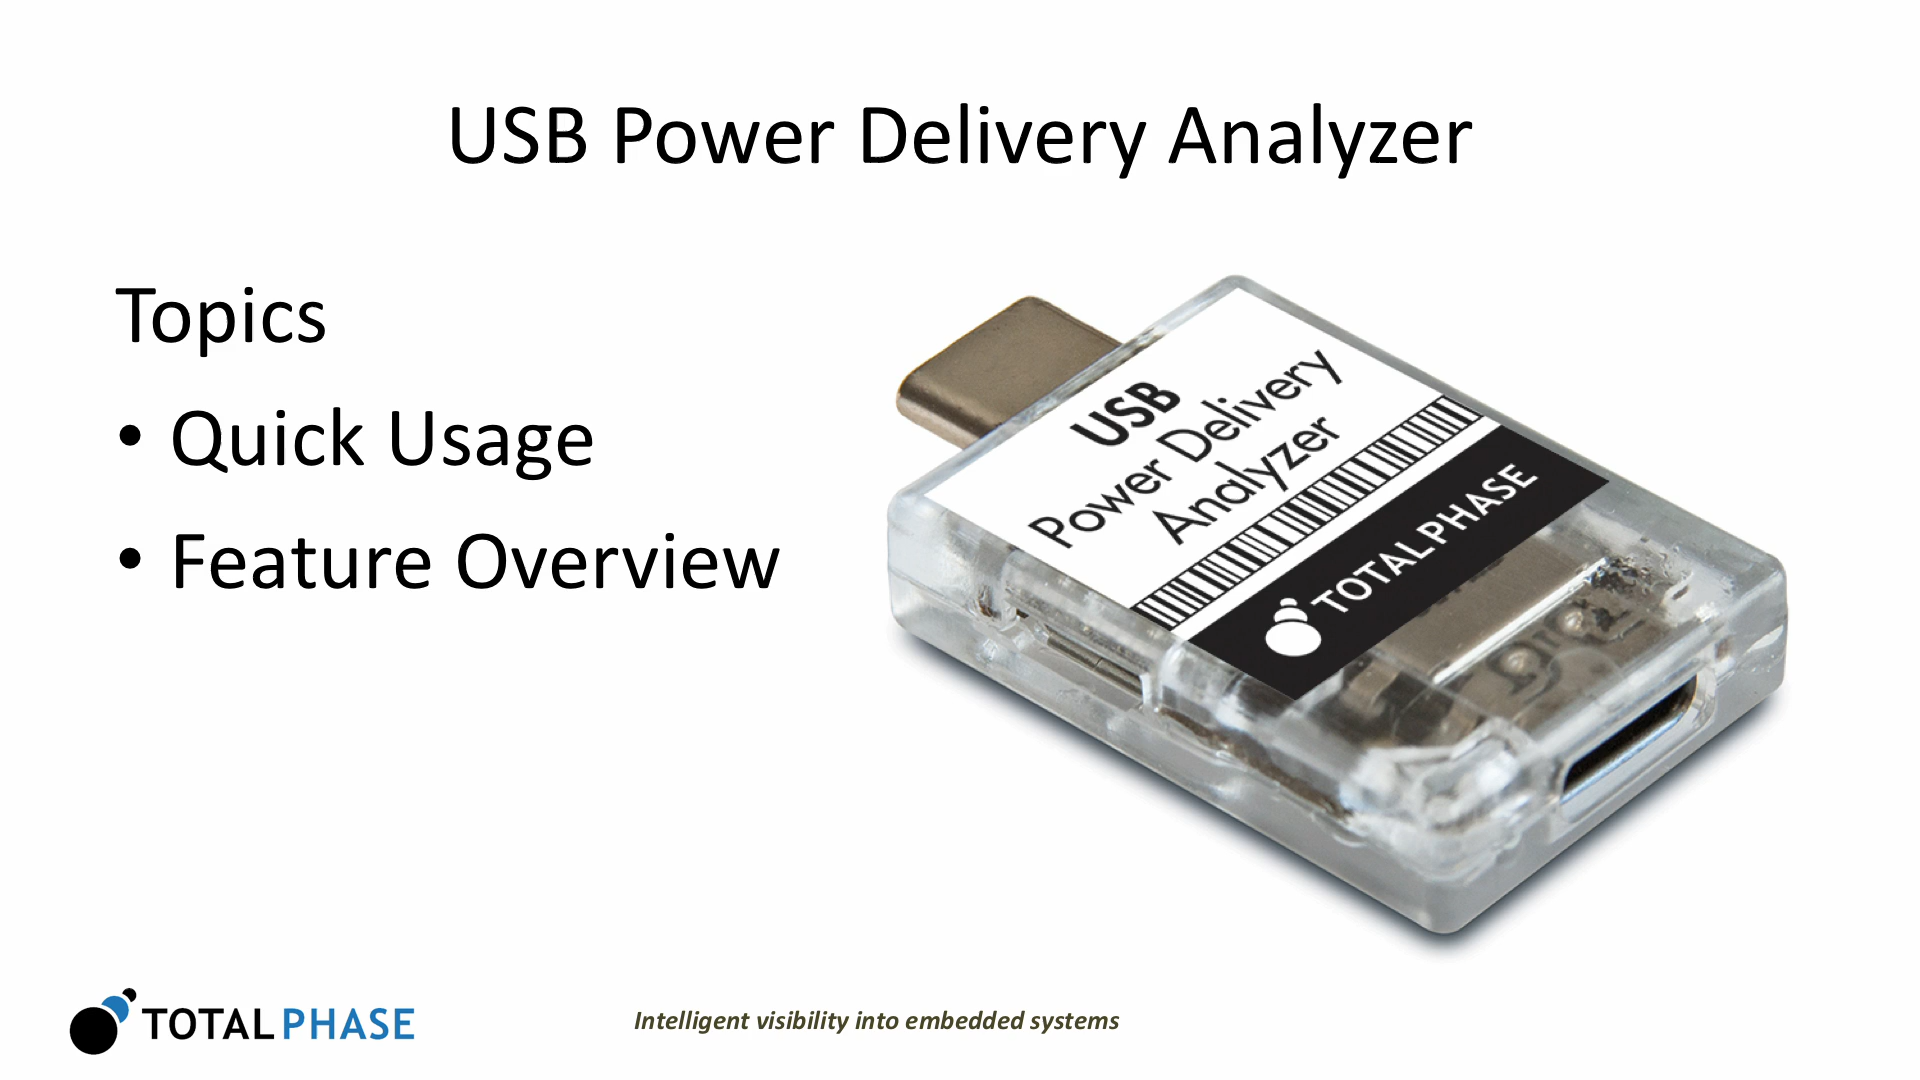 USB Power Delivery Analyzer
Topics
• Quick Usage
• Feature Overview
USB
Power Delivery
Analyzer
TOTAL PHASE
TOTAL PHASE
Intelligent visibility into embedded systems